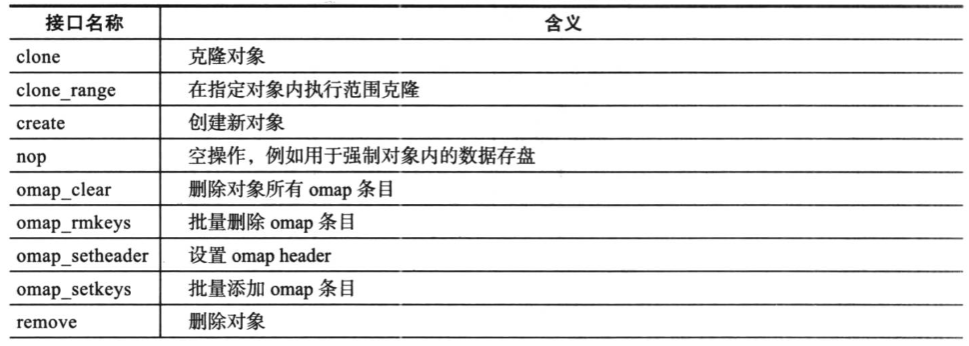 接口名称 含义
clone 克隆对象
clone_range 在指定对象内执行范围克隆
create 创建新对象
nop 空操作，例如用于强制对象内的数据存盘
omap_clear 删除对象所有 omap 条目
omap_rmkeys 批量删除 omap 条目
omap_setheader 设置 omap header
omap_setkeys 批量添加 omap 条目
remove 删除对象